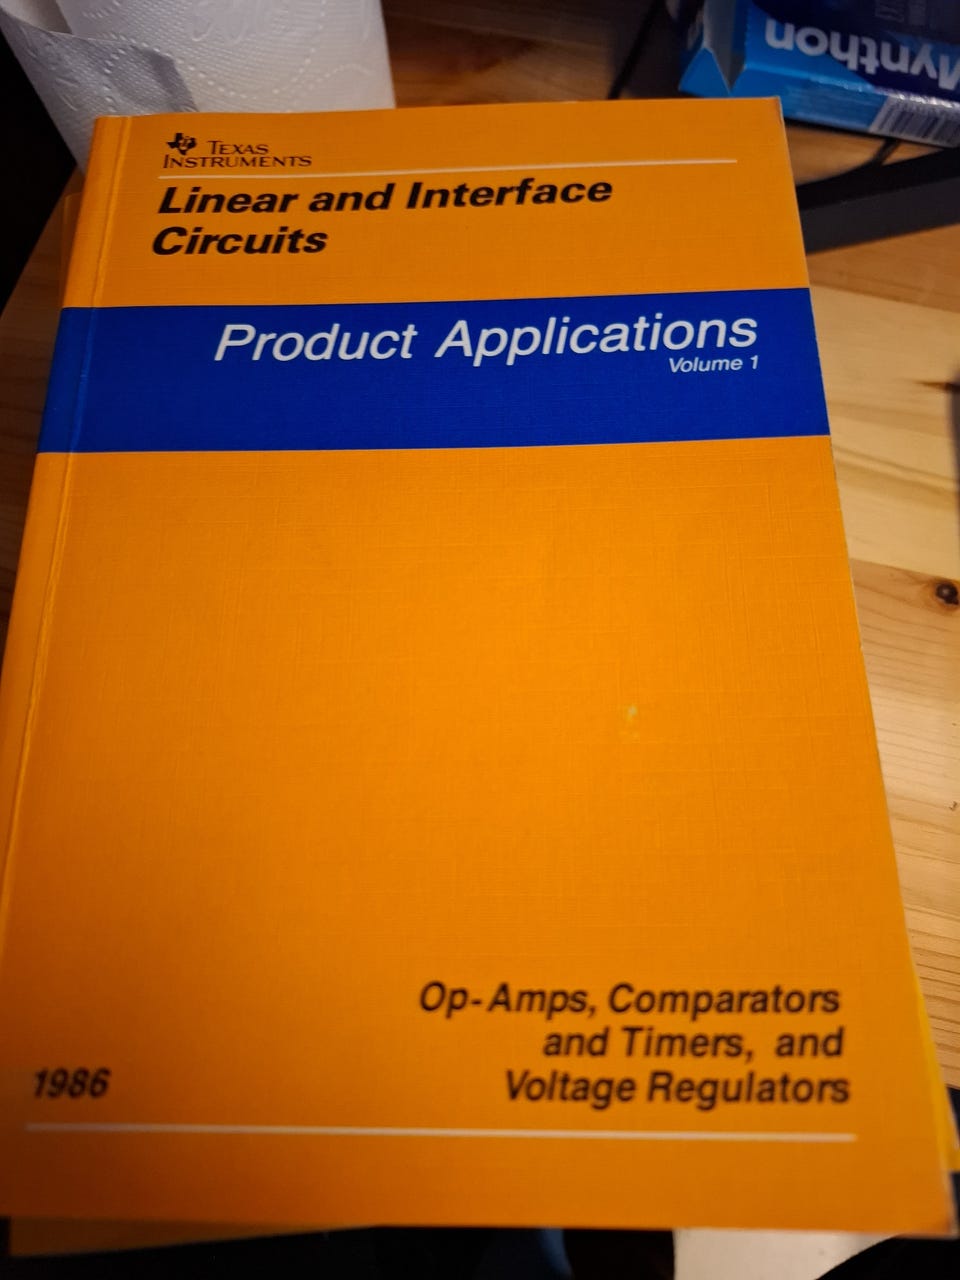 Mynthon
TEXAS
INSTRUMENTS
Linear and Interface
Circuits
Product Applications
Volume 1
Op-Amps, Comparators
and Timers, and
Voltage Regulators
1986